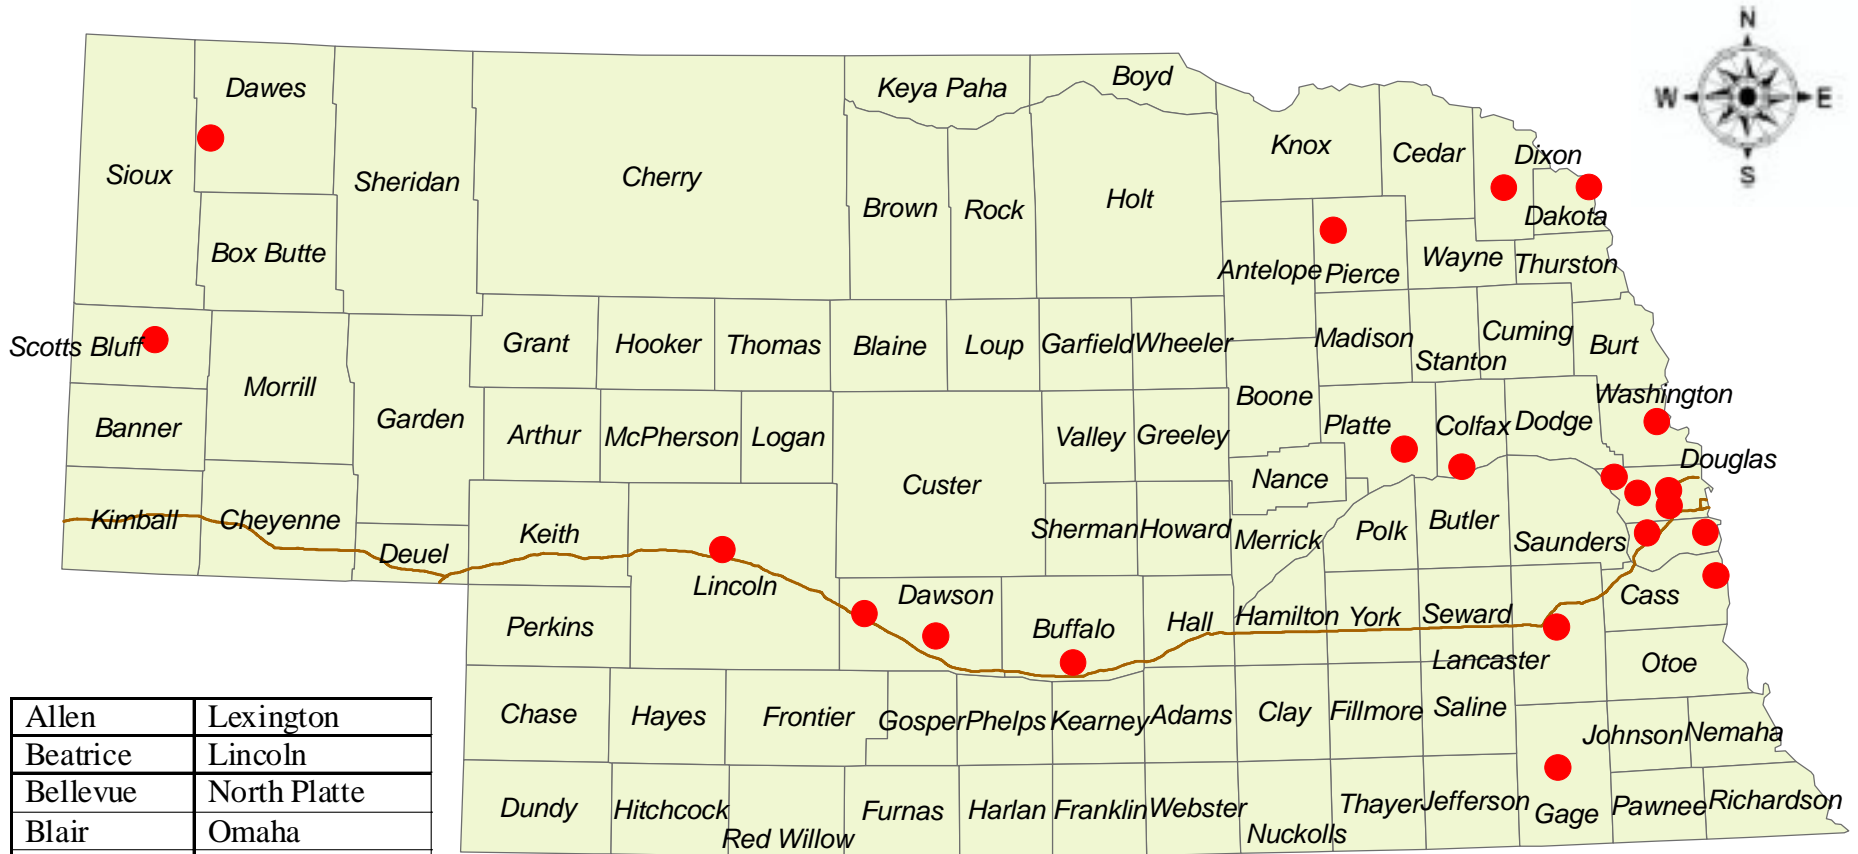 N
W E
S
Dawes
Keya Paha
Boyd
Sioux
Sheridan
Cherry
Brown
Rock
Holt
Knox
Cedar
Dixon
Dakota
Box Butte
Antelope
Pierce
Wayne
Thurston
Scotts Bluff
Grant
Hooker
Thomas
Blaine
Loup
Garfield
Wheeler
Madison
Stanton
Cuming
Burt
Morrill
Garden
Banner
Arthur
McPherson
Logan
Custer
Valley
Greeley
Boone
Platte
Colfax
Dodge
Washington
Nance
Douglas
Kimball
Cheyenne
Deuel
Keith
Lincoln
Sherman
Howard
Merrick
Polk
Butler
Saunders
Perkins
Dawson
Buffalo
Hall
Hamilton
York
Seward
Cass
Lancaster
Otoe
Chase
Hayes
Frontier
Gosper
Phelps
Kearney
Adams
Clay
Fillmore
Saline
Johnson
Nemaha
Dundy
Hitchcock
Red Willow
Furnas
Harlan
Franklin
Webster
Nuckolls
Thayer
Jefferson
Gage
Pawnee
Richardson
Allen Lexington
Beatrice Lincoln
Bellevue North Platte
Blair Omaha